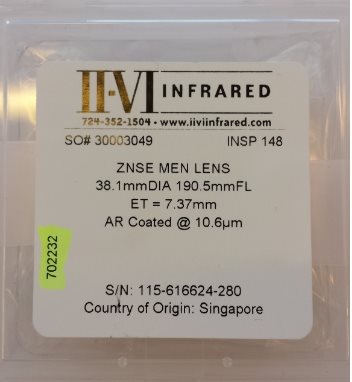 II-VI INFRARED
724-352-1504 • www.iiviinfrared.com
SO# 30003049 INSP 148
ZNSE MEN LENS
38.1mmDIA 190.5mmFL
ET = 7.37mm
AR Coated @ 10.6µm
702232
S/N: 115-616624-280
Country of Origin: Singapore